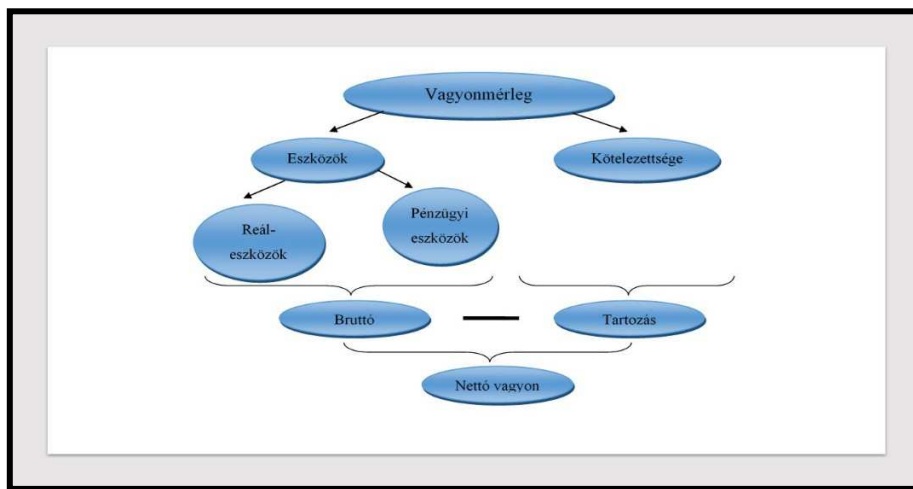 Vagyonmérleg
Eszközök
Kötelezettsége
Reál-
eszközök
Pénzügyi
eszközök
Bruttó
Tartozás
Nettó vagyon